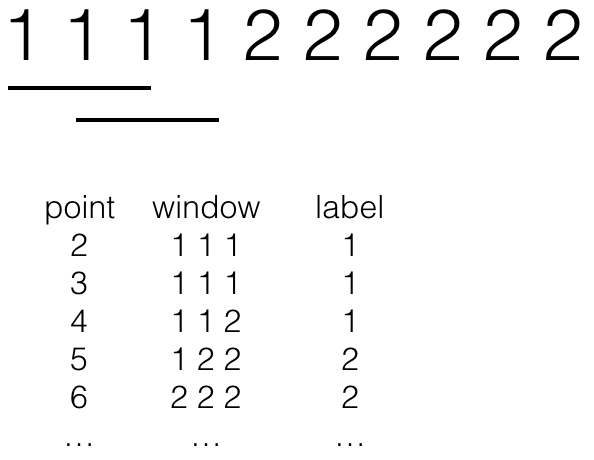 1 1 1 1 2 2 2 2 2 2
point window label
2 1 1 1 1
3 1 1 1 1
4 1 1 2 1
5 1 2 2 2
6 2 2 2 2
... ... ...